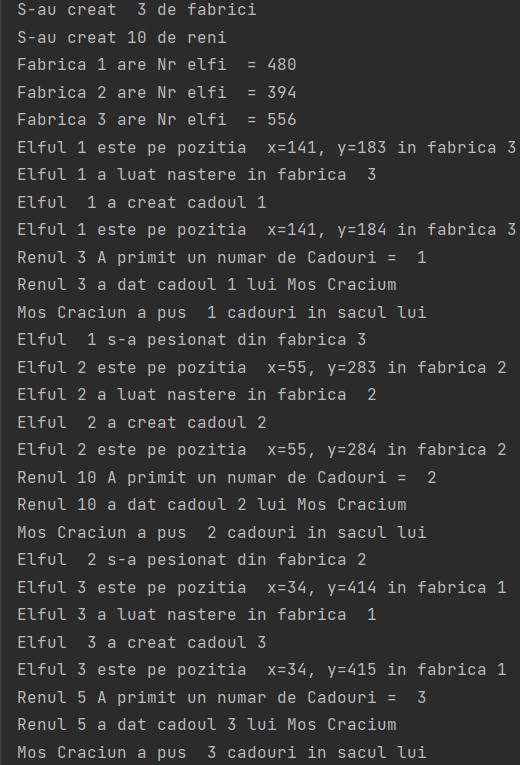 S-au creat  3 de fabrici
S-au creat 10 de reni
Fabrica 1 are Nr elfi  = 480
Fabrica 2 are Nr elfi  = 394
Fabrica 3 are Nr elfi  = 556
Elful 1 este pe pozitia  x=141, y=183 in fabrica 3
Elful 1 a luat nastere in fabrica  3
Elful  1 a creat cadoul 1
Elful 1 este pe pozitia  x=141, y=184 in fabrica 3
Renul 3 A primit un numar de Cadouri =  1
Renul 3 a dat cadoul 1 lui Mos Cracium
Mos Craciun a pus  1 cadouri in sacul lui
Elful  1 s-a pesionat din fabrica 3
Elful 2 este pe pozitia  x=55, y=283 in fabrica 2
Elful 2 a luat nastere in fabrica  2
Elful  2 a creat cadoul 2
Elful 2 este pe pozitia  x=55, y=284 in fabrica 2
Renul 10 A primit un numar de Cadouri =  2
Renul 10 a dat cadoul 2 lui Mos Cracium
Mos Craciun a pus  2 cadouri in sacul lui
Elful  2 s-a pesionat din fabrica 2
Elful 3 este pe pozitia  x=34, y=414 in fabrica 1
Elful 3 a luat nastere in fabrica  1
Elful  3 a creat cadoul 3
Elful 3 este pe pozitia  x=34, y=415 in fabrica 1
Renul 5 A primit un numar de Cadouri =  3
Renul 5 a dat cadoul 3 lui Mos Cracium
Mos Craciun a pus  3 cadouri in sacul lui